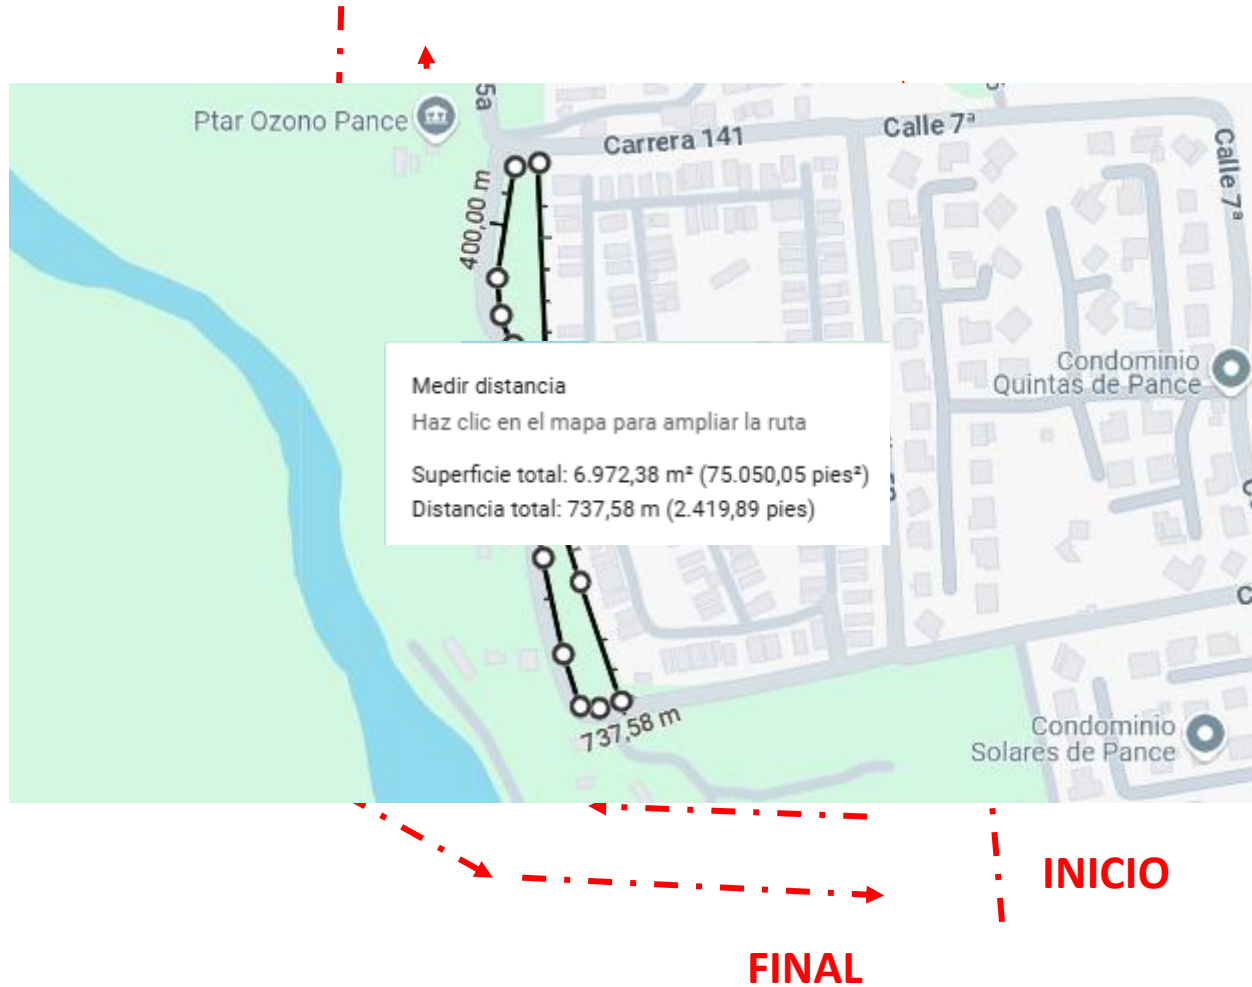 5a
Ptar Ozono Pance
Carrera 141
Calle 7ª
Calle 7ª
400,00 m
Condominio
Quintas de Pance
Medir distancia
Haz clic en el mapa para ampliar la ruta
Superficie total: 6.972,38 m² (75.050,05 pies²)
Distancia total: 737,58 m (2.419,89 pies)
C
737,58 m
Condominio
Solares de Pance
INICIO
FINAL